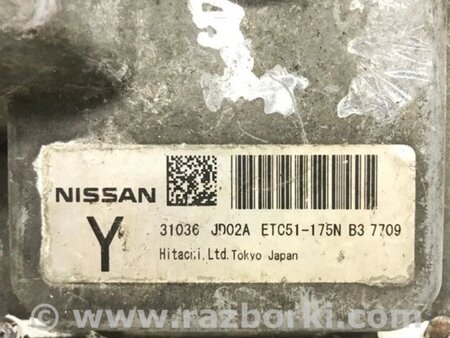 NISSAN
Y
31036 JD02A ETC51-175N B3 7709
Hitachi, Ltd. Tokyo Japan
www.razborki.com